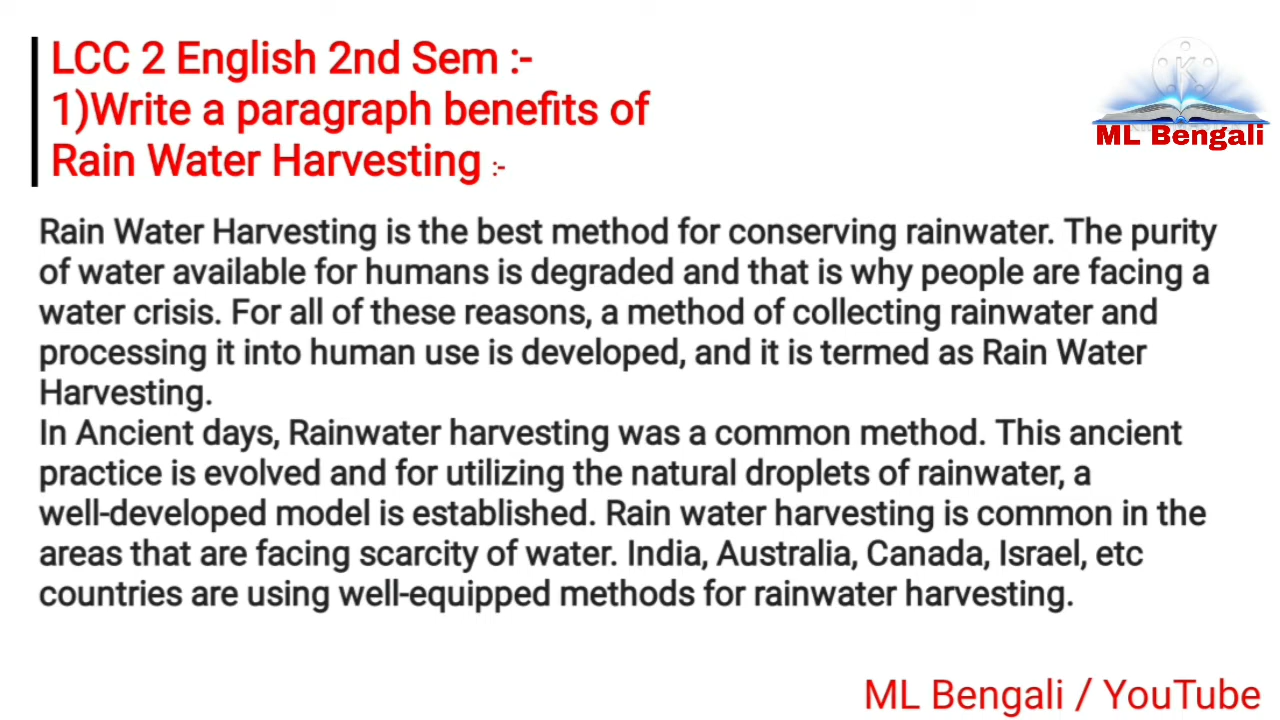 LCC 2 English 2nd Sem :-
1)Write a paragraph benefits of
Rain Water Harvesting :-
K
ML Bengali
Rain Water Harvesting is the best method for conserving rainwater. The purity
of water available for humans is degraded and that is why people are facing a
water crisis. For all of these reasons, a method of collecting rainwater and
processing it into human use is developed, and it is termed as Rain Water
Harvesting.
In Ancient days, Rainwater harvesting was a common method. This ancient
practice is evolved and for utilizing the natural droplets of rainwater, a
well-developed model is established. Rain water harvesting is common in the
areas that are facing scarcity of water. India, Australia, Canada, Israel, etc
countries are using well-equipped methods for rainwater harvesting.
ML Bengali / YouTube